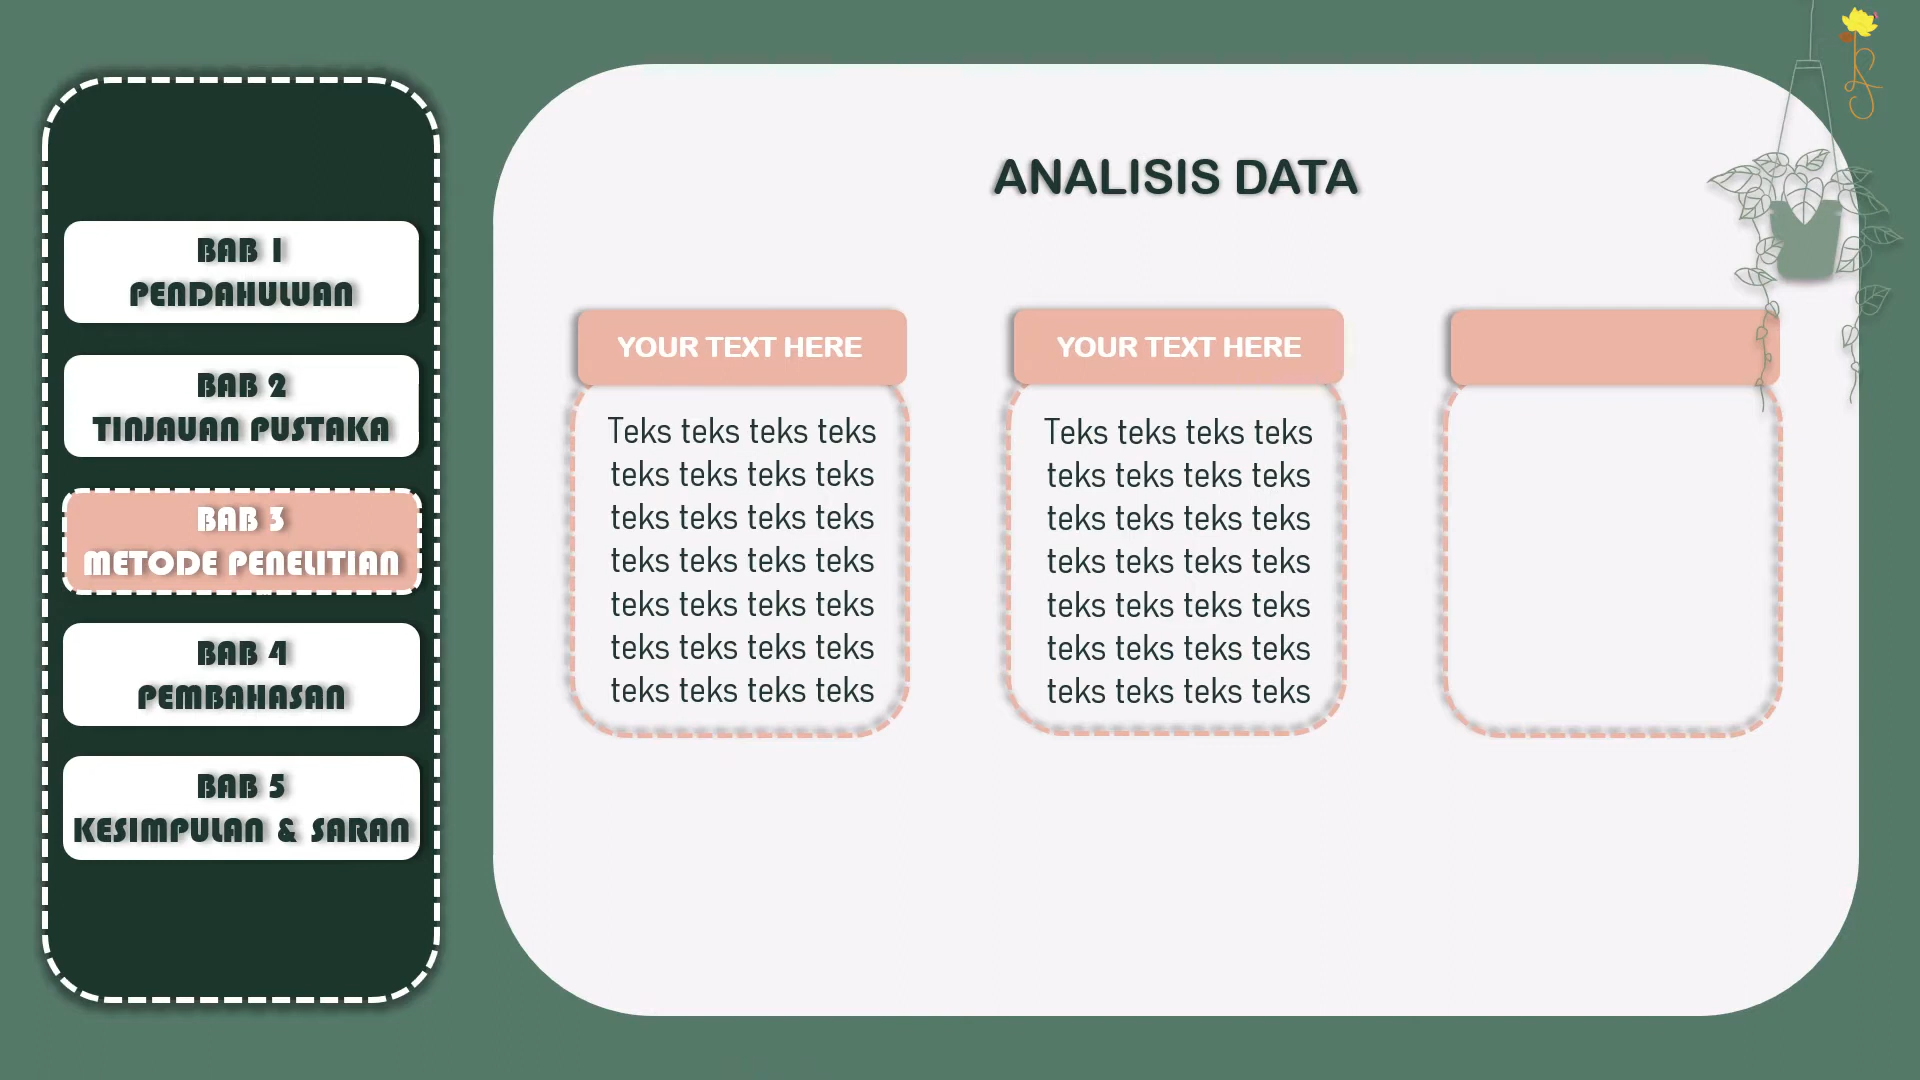 BAB 1
PENDAHULUAN
BAB 2
TINJAUAN PUSTAKA
BAB 3
METODE PENELITIAN
BAB 4
PEMBAHASAN
BAB 5
KESIMPULAN & SARAN
ANALISIS DATA
YOUR TEXT HERE
Teks teks teks teks
teks teks teks teks
teks teks teks teks
teks teks teks teks
teks teks teks teks
teks teks teks teks
teks teks teks teks
YOUR TEXT HERE
Teks teks teks teks
teks teks teks teks
teks teks teks teks
teks teks teks teks
teks teks teks teks
teks teks teks teks
teks teks teks teks